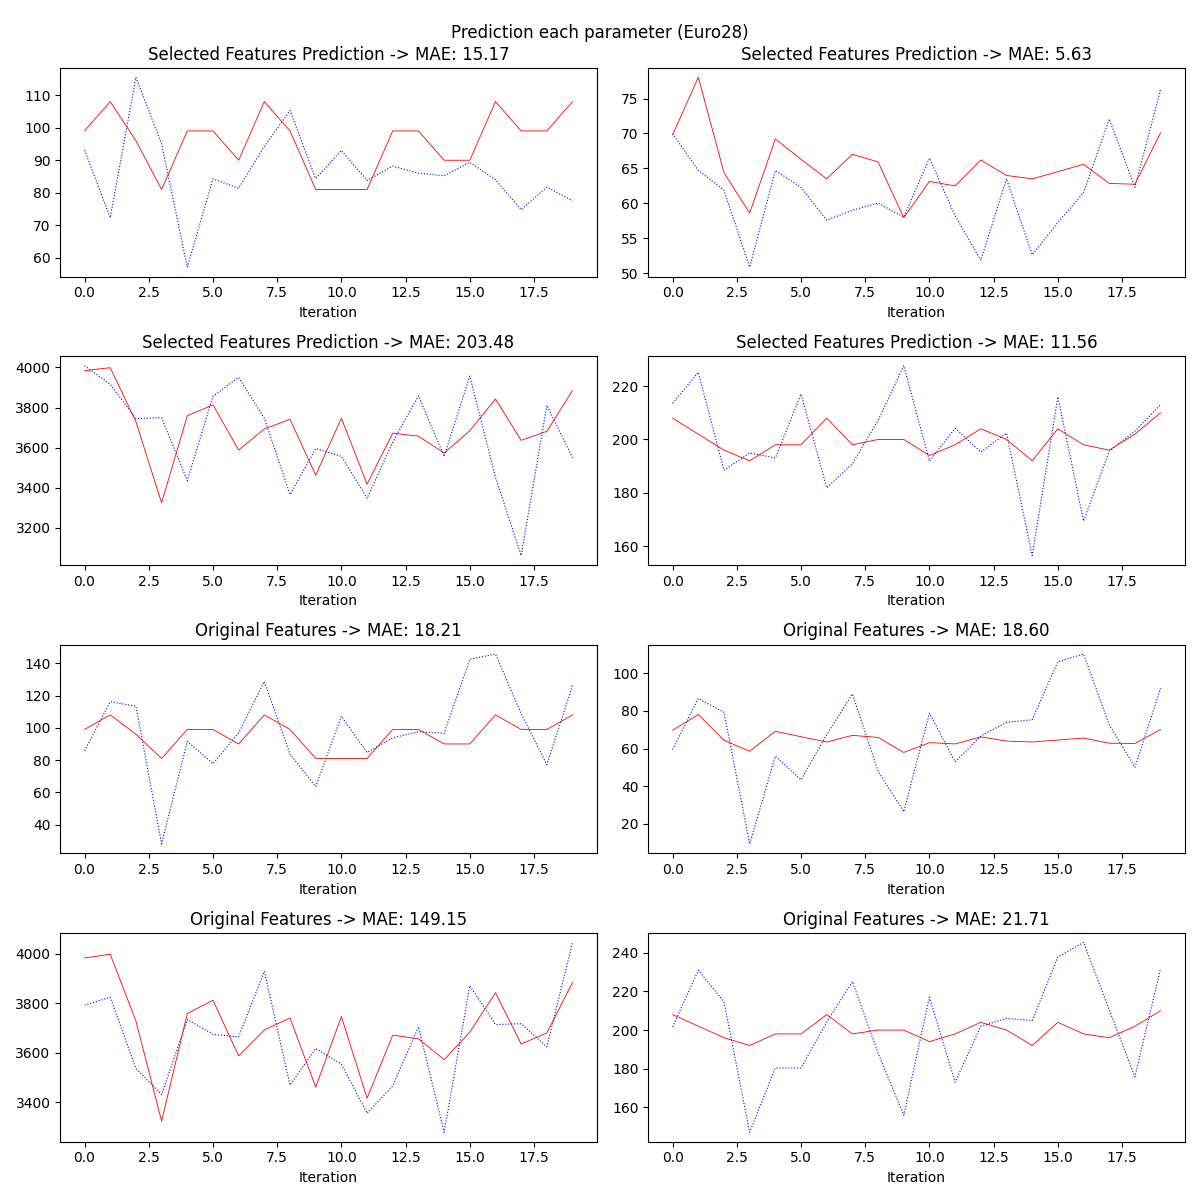 Prediction each parameter (Euro28)
Selected Features Prediction -> MAE: 15.17
110
100
90
80
70
60
0.0 2.5 5.0 7.5 10.0 12.5 15.0 17.5
Iteration
Selected Features Prediction -> MAE: 5.63
75
70
65
60
55
50
0.0 2.5 5.0 7.5 10.0 12.5 15.0 17.5
Iteration
Selected Features Prediction -> MAE: 203.48
4000
3800
3600
3400
3200
0.0 2.5 5.0 7.5 10.0 12.5 15.0 17.5
Iteration
Selected Features Prediction -> MAE: 11.56
220
200
180
160
0.0 2.5 5.0 7.5 10.0 12.5 15.0 17.5
Iteration
Original Features -> MAE: 18.21
140
120
100
80
60
40
0.0 2.5 5.0 7.5 10.0 12.5 15.0 17.5
Iteration
Original Features -> MAE: 18.60
100
80
60
40
20
0.0 2.5 5.0 7.5 10.0 12.5 15.0 17.5
Iteration
Original Features -> MAE: 149.15
4000
3800
3600
3400
0.0 2.5 5.0 7.5 10.0 12.5 15.0 17.5
Iteration
Original Features -> MAE: 21.71
240
220
200
180
160
0.0 2.5 5.0 7.5 10.0 12.5 15.0 17.5
Iteration